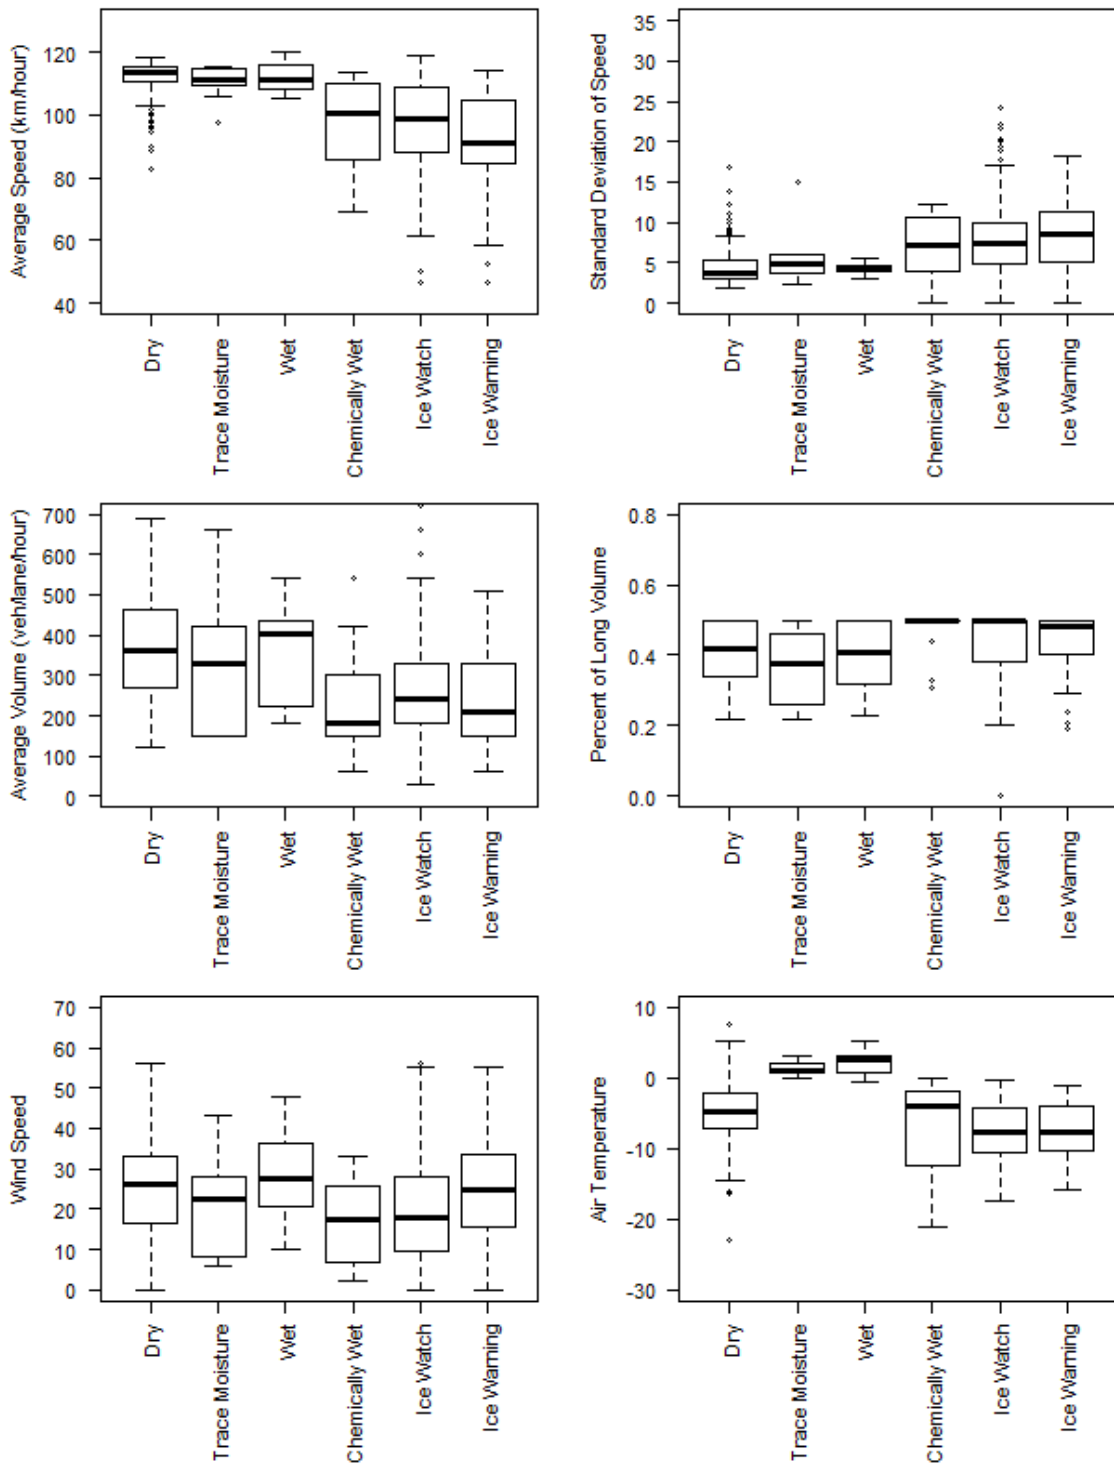 Average Speed (km/hour)
120
100
80
60
40
Dry
Trace Moisture
Wet
Chemically Wet
Ice Watch
Ice Warning
Standard Deviation of Speed
35
30
25
20
15
10
5
0
Dry
Trace Moisture
Wet
Chemically Wet
Ice Watch
Ice Warning
Average Volume (veh/lane/hour)
700
600
500
400
300
200
100
0
Dry
Trace Moisture
Wet
Chemically Wet
Ice Watch
Ice Warning
Percent of Long Volume
0.8
0.6
0.4
0.2
0.0
Dry
Trace Moisture
Wet
Chemically Wet
Ice Watch
Ice Warning
Wind Speed
70
60
50
40
30
20
10
0
Dry
Trace Moisture
Wet
Chemically Wet
Ice Watch
Ice Warning
Air Temperature
10
0
-10
-20
-30
Dry
Trace Moisture
Wet
Chemically Wet
Ice Watch
Ice Warning